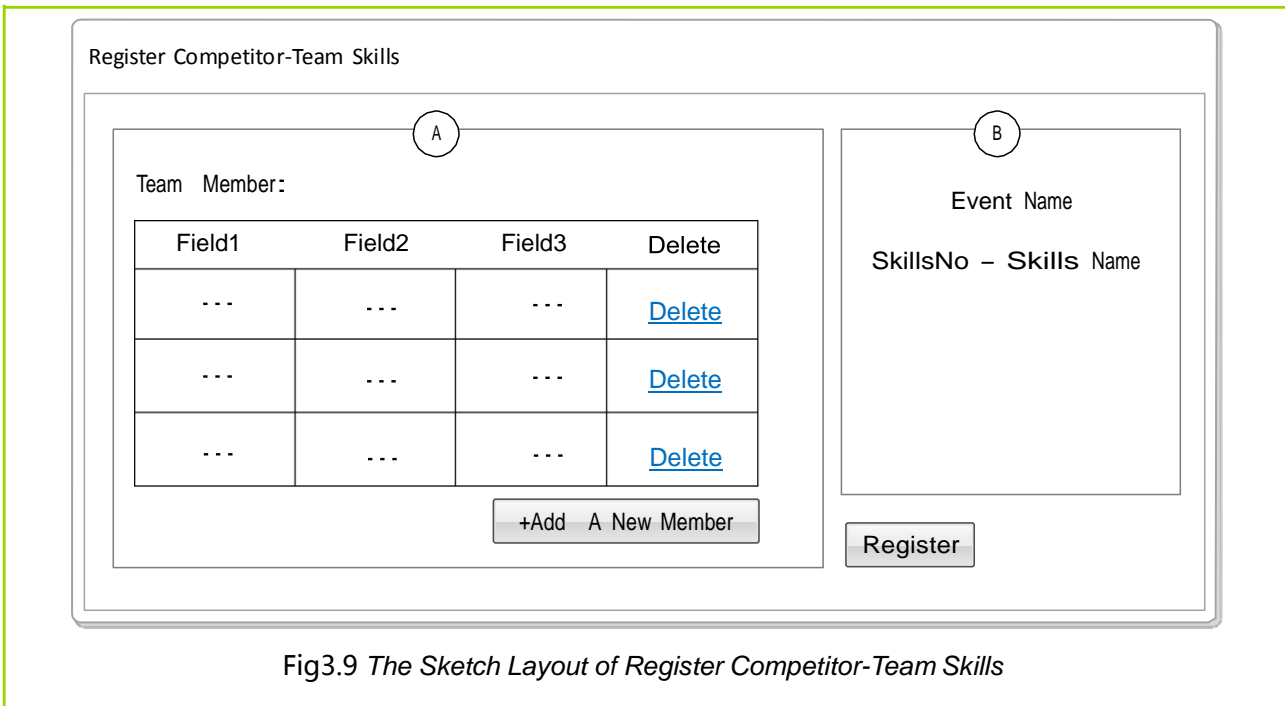 Register Competitor-Team Skills
A
Team Member:
Field1 Field2 Field3 Delete
--- --- --- Delete
--- --- --- Delete
--- --- --- Delete
+Add A New Member
B
Event Name
SkillsNo – Skills Name
Register
Fig3.9 The Sketch Layout of Register Competitor-Team Skills